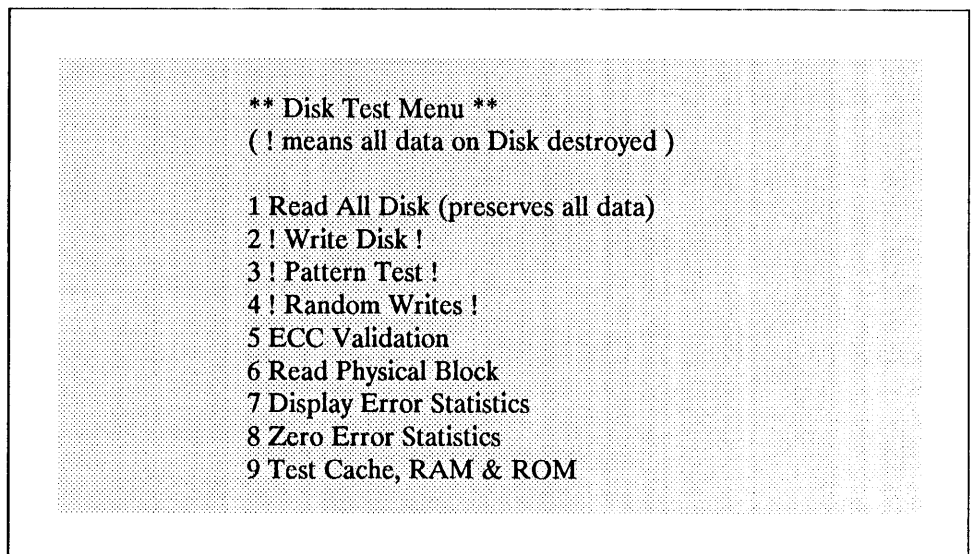 ** Disk Test Menu **
( ! means all data on Disk destroyed )
1 Read All Disk (preserves all data)
2 ! Write Disk !
3 ! Pattern Test !
4 ! Random Writes !
5 ECC Validation
6 Read Physical Block
7 Display Error Statistics
8 Zero Error Statistics
9 Test Cache, RAM & ROM